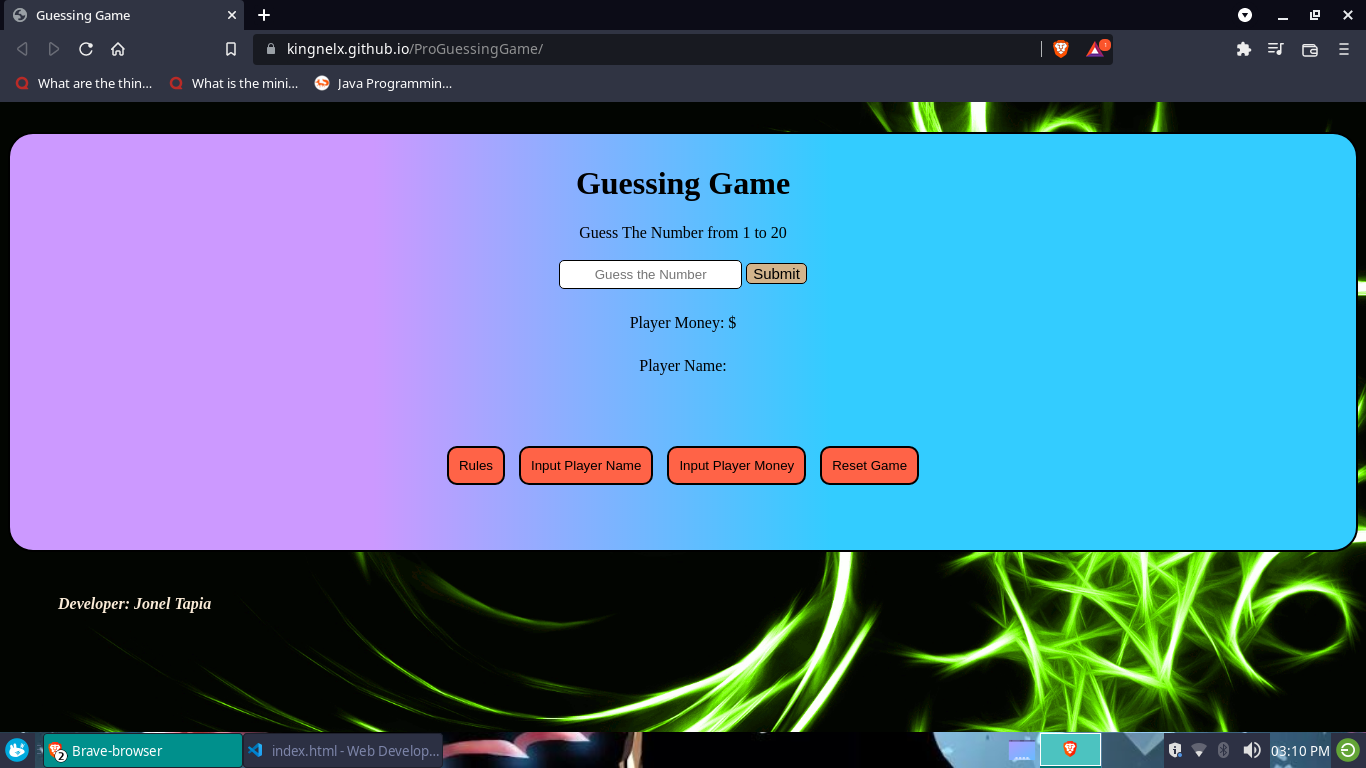 Guessing Game
kingnelx.github.io/ProGuessingGame/
1
What are the thin...
What is the mini...
Java Programmin...
Guessing Game
Guess The Number from 1 to 20
Guess the Number Submit
Player Money: $
Player Name:
Rules Input Player Name Input Player Money Reset Game
Developer: Jonel Tapia
2 Brave-browser index.html - Web Develop... 03:10 PM